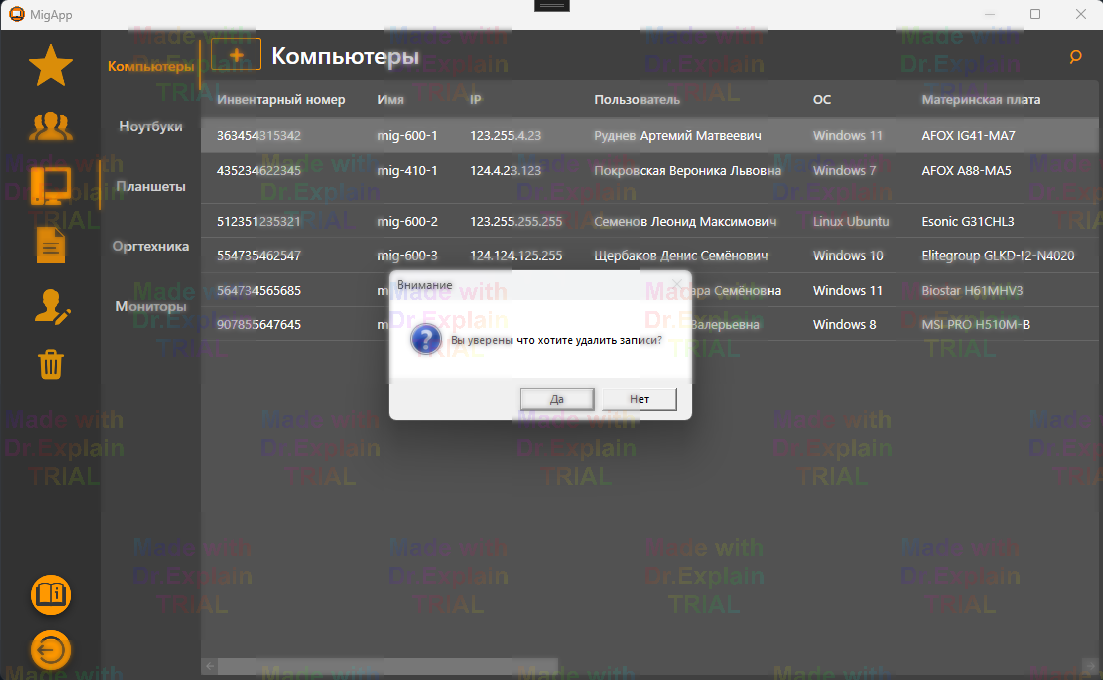 MigApp
Компьютеры
Ноутбуки
Планшеты
Оргтехника
Мониторы
+ Компьютеры
Инвентарный номер Имя IP Пользователь ОС Материнская плата
363454315342 mig-600-1 123.255.4.23 Руднев Артемий Матвеевич Windows 11 AFOX IG41-MA7
435234622345 mig-410-1 124.4.23.123 Покровская Вероника Львовна Windows 7 AFOX A88-MA5
512351235321 mig-600-2 123.255.255.255 Семенов Леонид Максимович Linux Ubuntu Esonic G31CHL3
554735462547 mig-600-3 124.124.125.255 Щербаков Денис Семёнович Windows 10 Elitegroup GLKD-I2-N4020
564734565685 Семёновна Windows 11 Biostar H61MHV3
907855647645 Валерьевна Windows 8 MSI PRO H510M-B
Внимание
Вы уверены что хотите удалить записи?
Да Нет
Made with
Dr.Explain
TRIAL